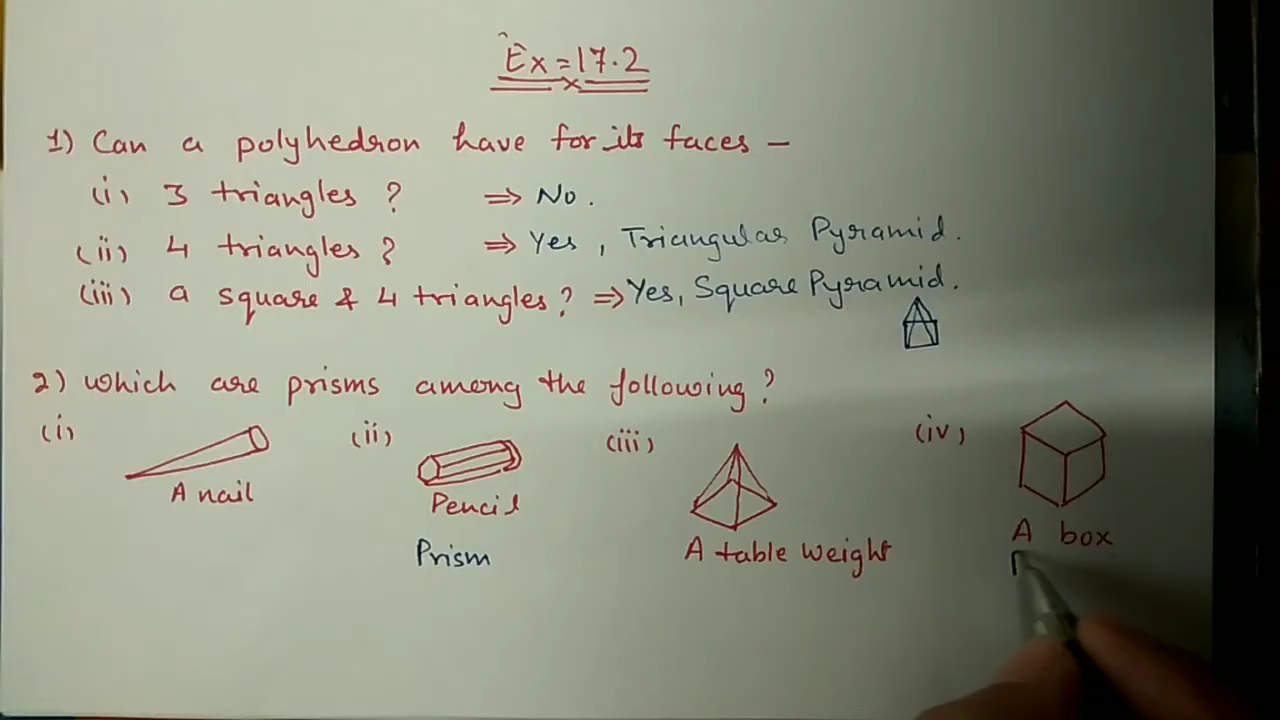 Ex = 17.2
1) Can a polyhedron have for its faces –
(i) 3 triangles ? ⇒ No.
(ii) 4 triangles ? ⇒ Yes, Triangular Pyramid.
(iii) a square & 4 triangles? ⇒ Yes, Square Pyramid.
2) which are prisms among the following?
(i) (ii) (iii) (iv)
A nail Pencil A table weight A box
Prism